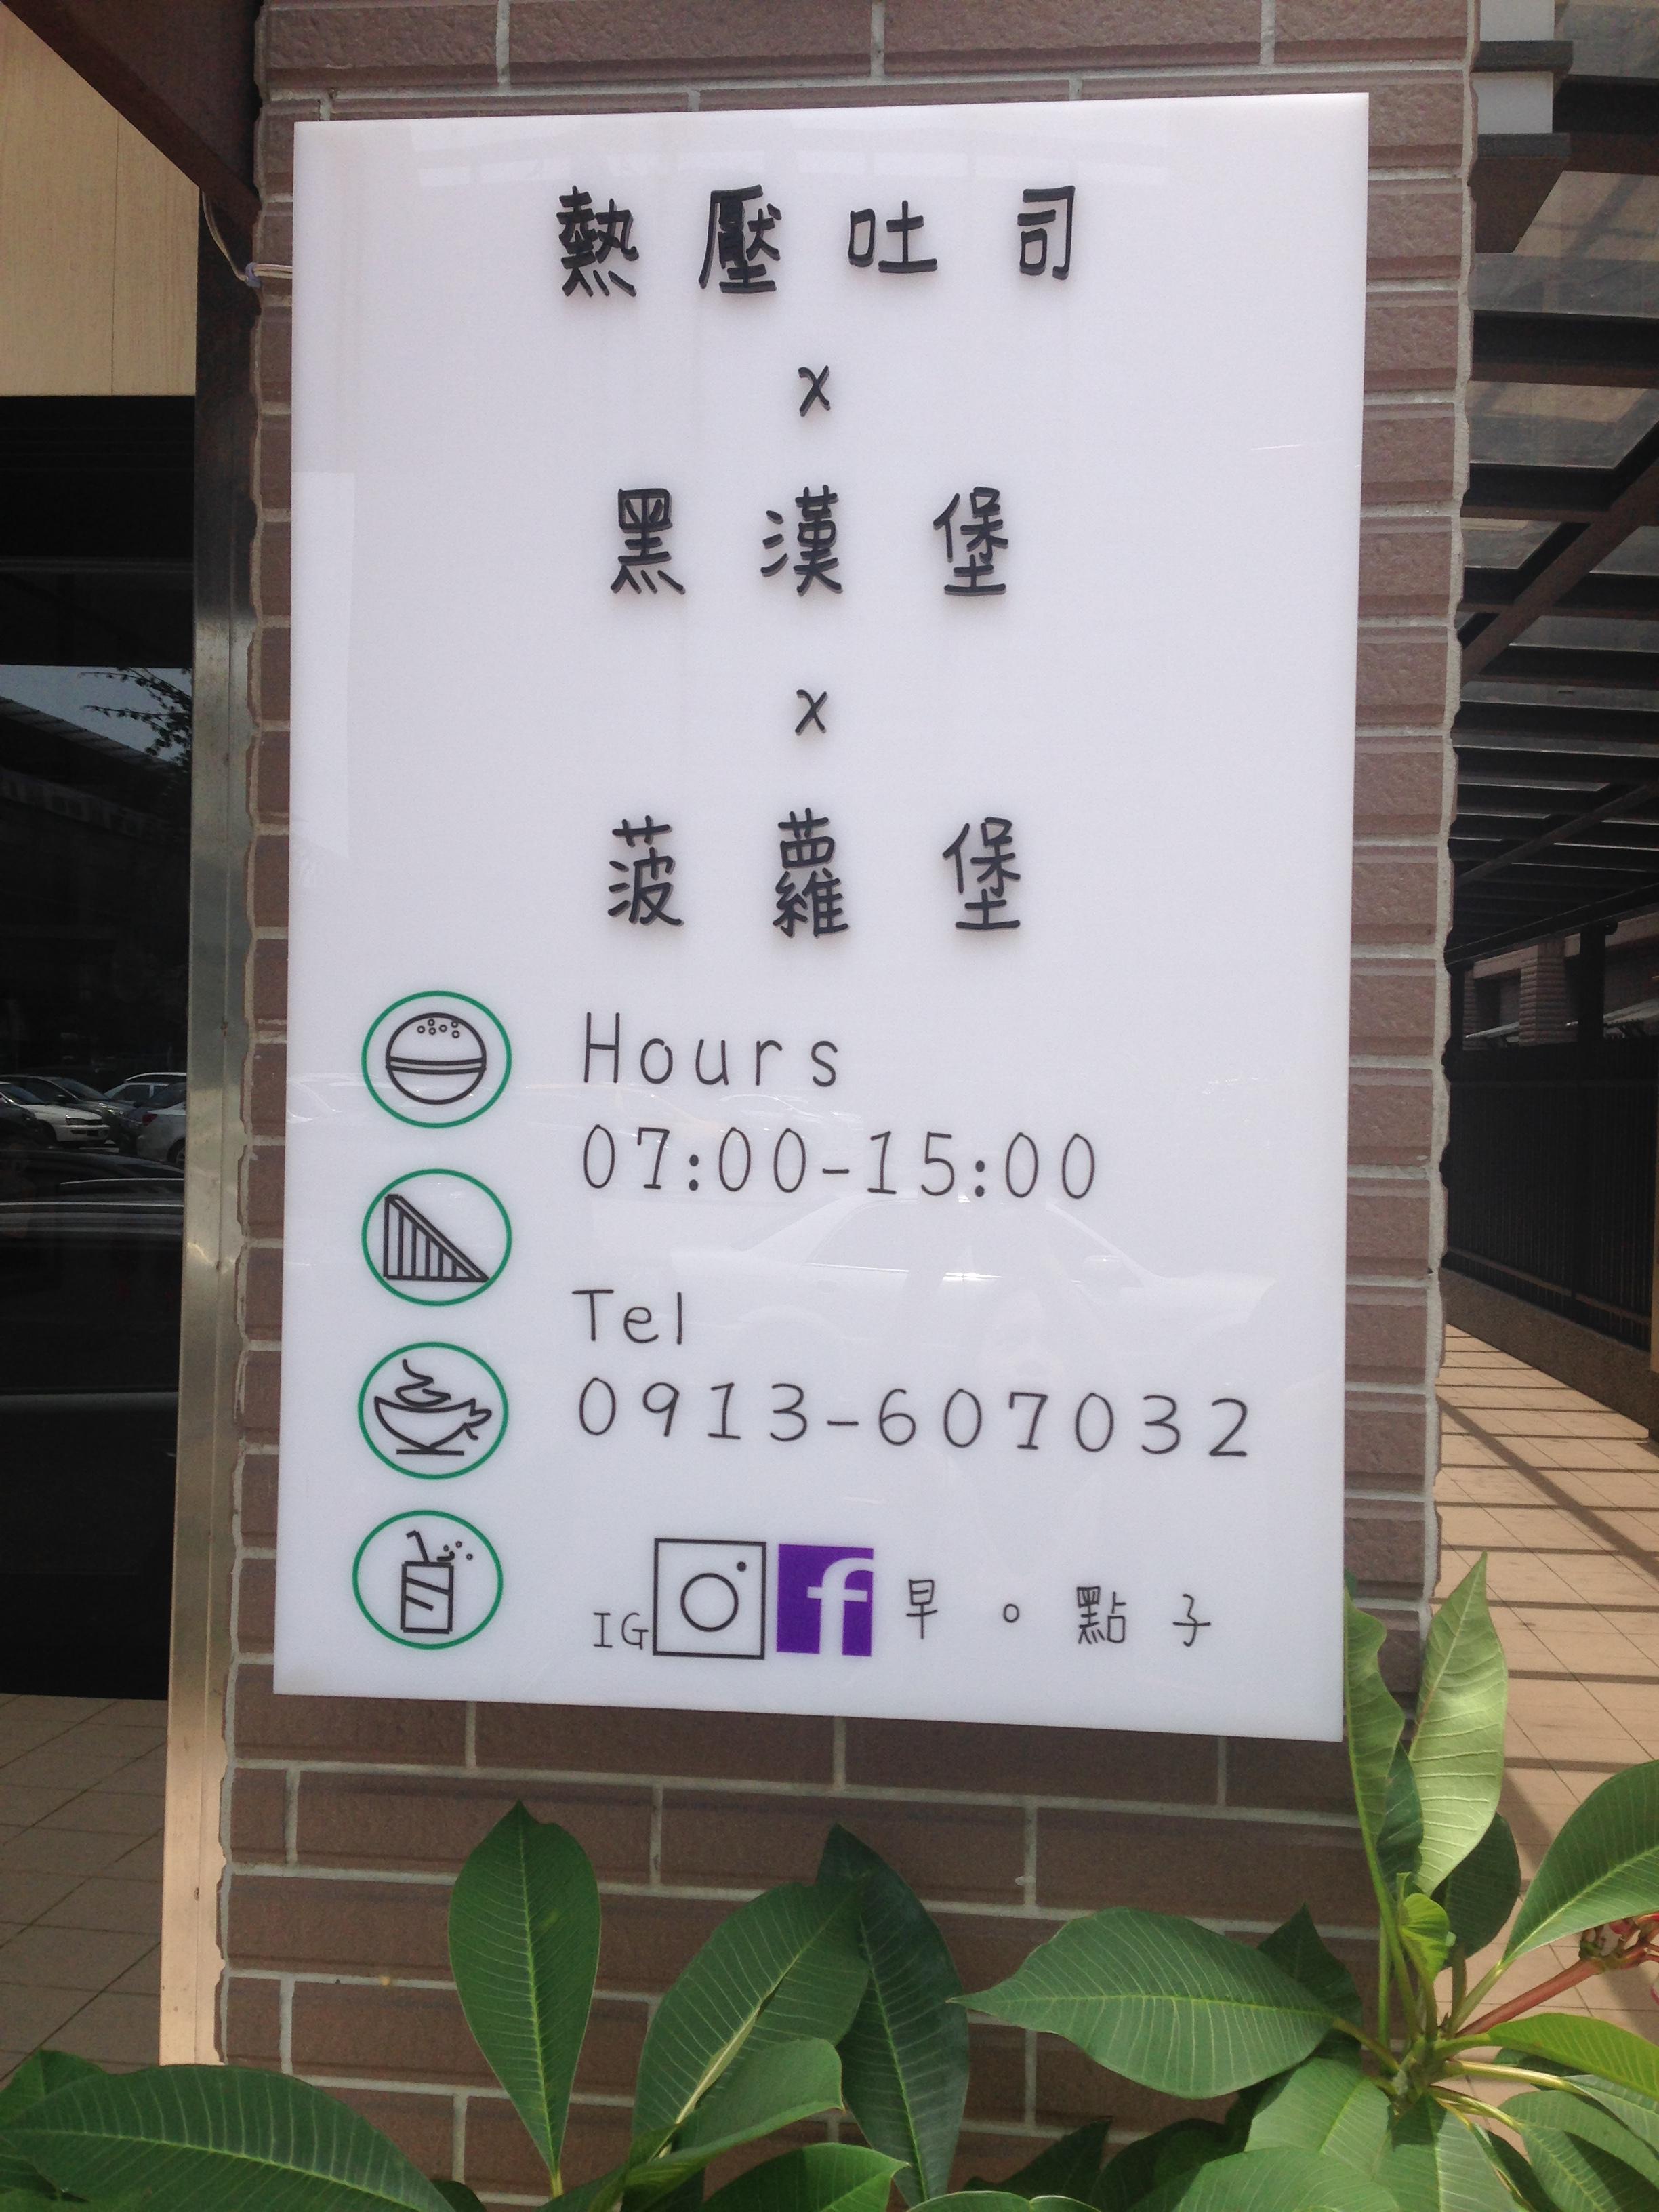 熱壓吐司
x
黑漢堡
x
菠蘿堡
Hours
07:00-15:00
Tel
0913-607032
IG f 早。點子